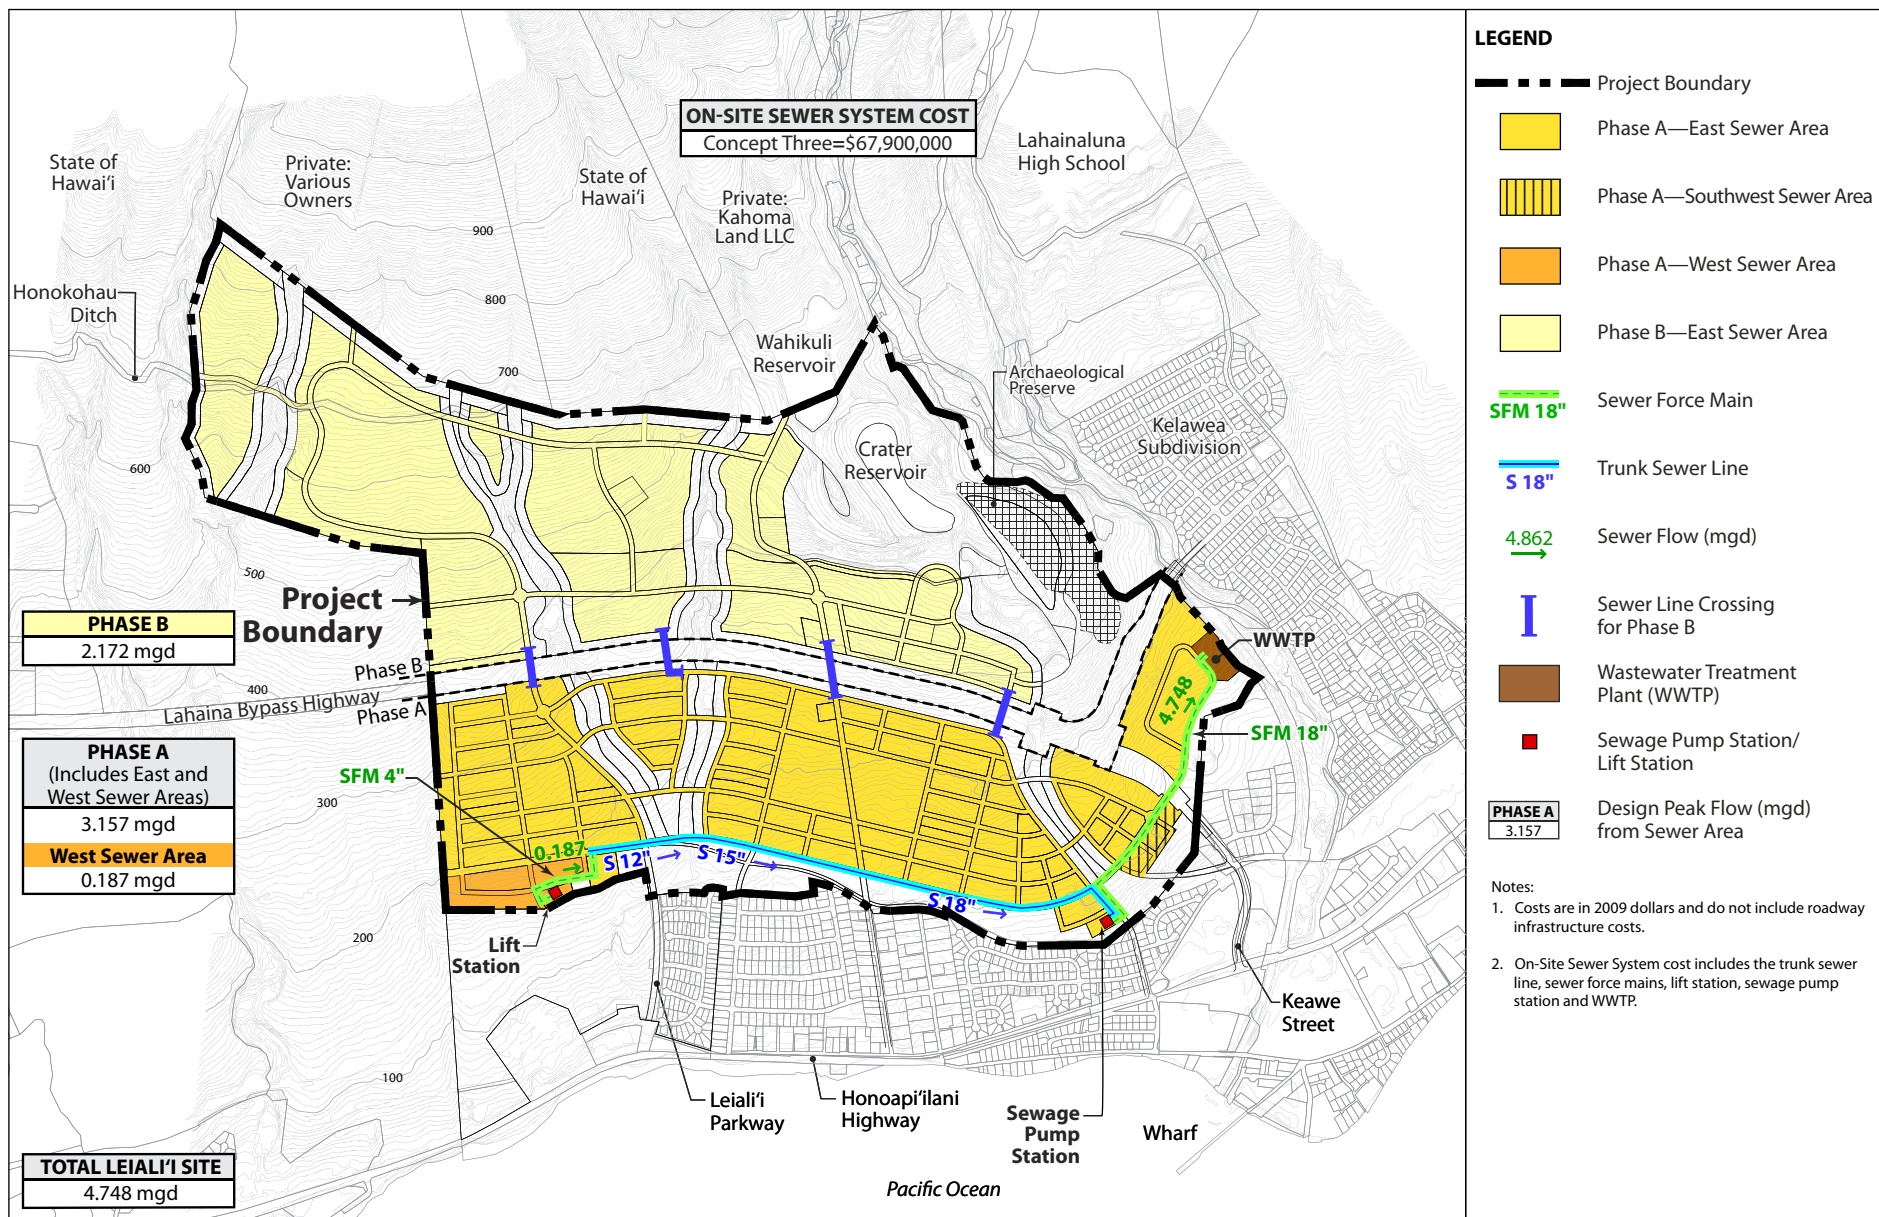 ON-SITE SEWER SYSTEM COST
Concept Three=$67,900,000
State of
Hawai‘i
Private:
Various
Owners
State of
Hawai‘i
Private:
Kahoma
Land LLC
Lahainaluna
High School
900
800
700
600
500
400
300
200
100
Honokohau
Ditch
Wahikuli
Reservoir
Archaeological
Preserve
Crater
Reservoir
Kelawea
Subdivision
Project
Boundary
PHASE B
2.172 mgd
Phase B
Lahaina Bypass Highway
Phase A
WWTP
4.748
SFM 18"
PHASE A
(Includes East and
West Sewer Areas)
3.157 mgd
West Sewer Area
0.187 mgd
SFM 4"
0.187
S 12"
S 15"
S 18"
Lift
Station
Keawe
Street
Leiali‘i
Parkway
Honoapi‘ilani
Highway
Sewage
Pump
Station
Wharf
TOTAL LEIALI‘I SITE
4.748 mgd
Pacific Ocean
LEGEND
Project Boundary
Phase A—East Sewer Area
Phase A—Southwest Sewer Area
Phase A—West Sewer Area
Phase B—East Sewer Area
SFM 18"
Sewer Force Main
S 18"
Trunk Sewer Line
4.862
Sewer Flow (mgd)
Sewer Line Crossing
for Phase B
Wastewater Treatment
Plant (WWTP)
Sewage Pump Station/
Lift Station
PHASE A
3.157
Design Peak Flow (mgd)
from Sewer Area
Notes:
1. Costs are in 2009 dollars and do not include roadway
infrastructure costs.
2. On-Site Sewer System cost includes the trunk sewer
line, sewer force mains, lift station, sewage pump
station and WWTP.